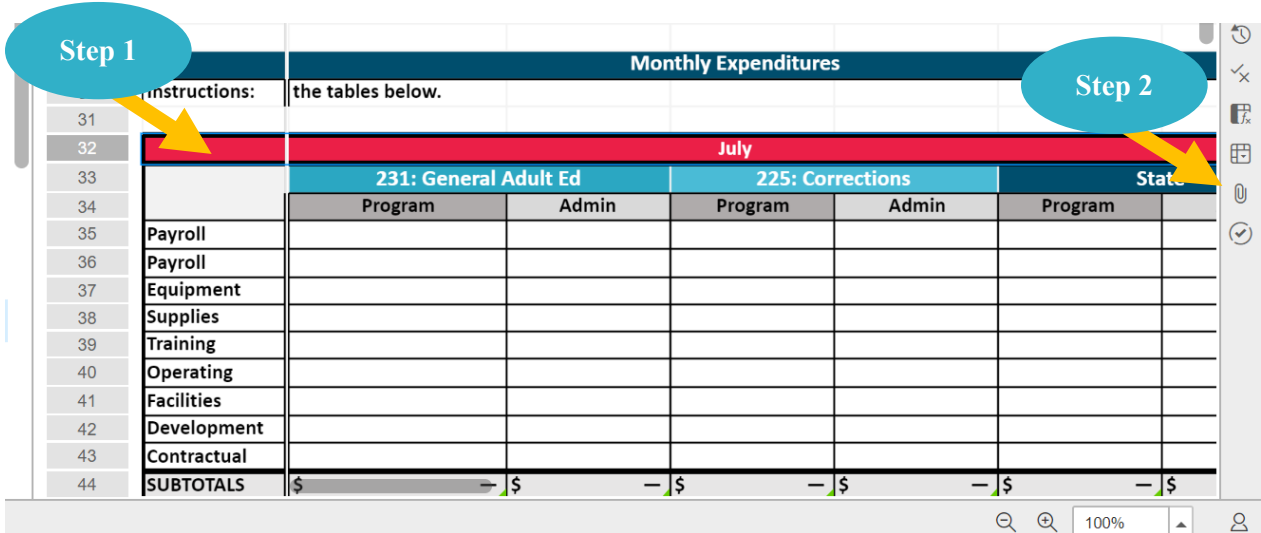 Step 1
Monthly Expenditures
Step 2
Instructions: the tables below.
31
32 July
33 231: General Adult Ed 225: Corrections State
34 Program Admin Program Admin Program
35 Payroll
36 Payroll
37 Equipment
38 Supplies
39 Training
40 Operating
41 Facilities
42 Development
43 Contractual
44 SUBTOTALS $ — $ — $ — $ — $ — $
100%